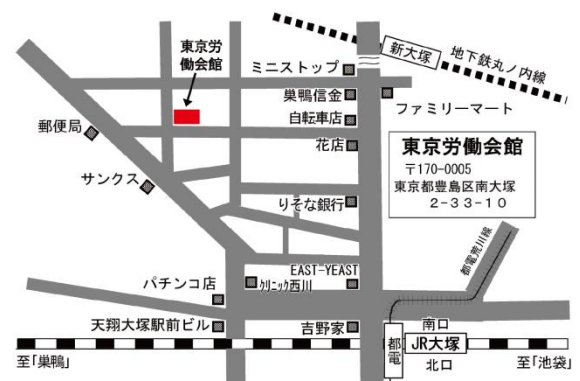 東京労
働会館
新大塚
地下鉄丸ノ内線
ミニストップ
巣鴨信金
ファミリーマート
自転車店
花店
郵便局
サンクス
東京労働会館
〒170-0005
東京都豊島区南大塚
2-33-10
りそな銀行
都電荒川線
EAST-YEAST
クリニック西川
パチンコ店
天翔大塚駅前ビル
吉野家
南口
都電
JR大塚
北口
至「巣鴨」
至「池袋」